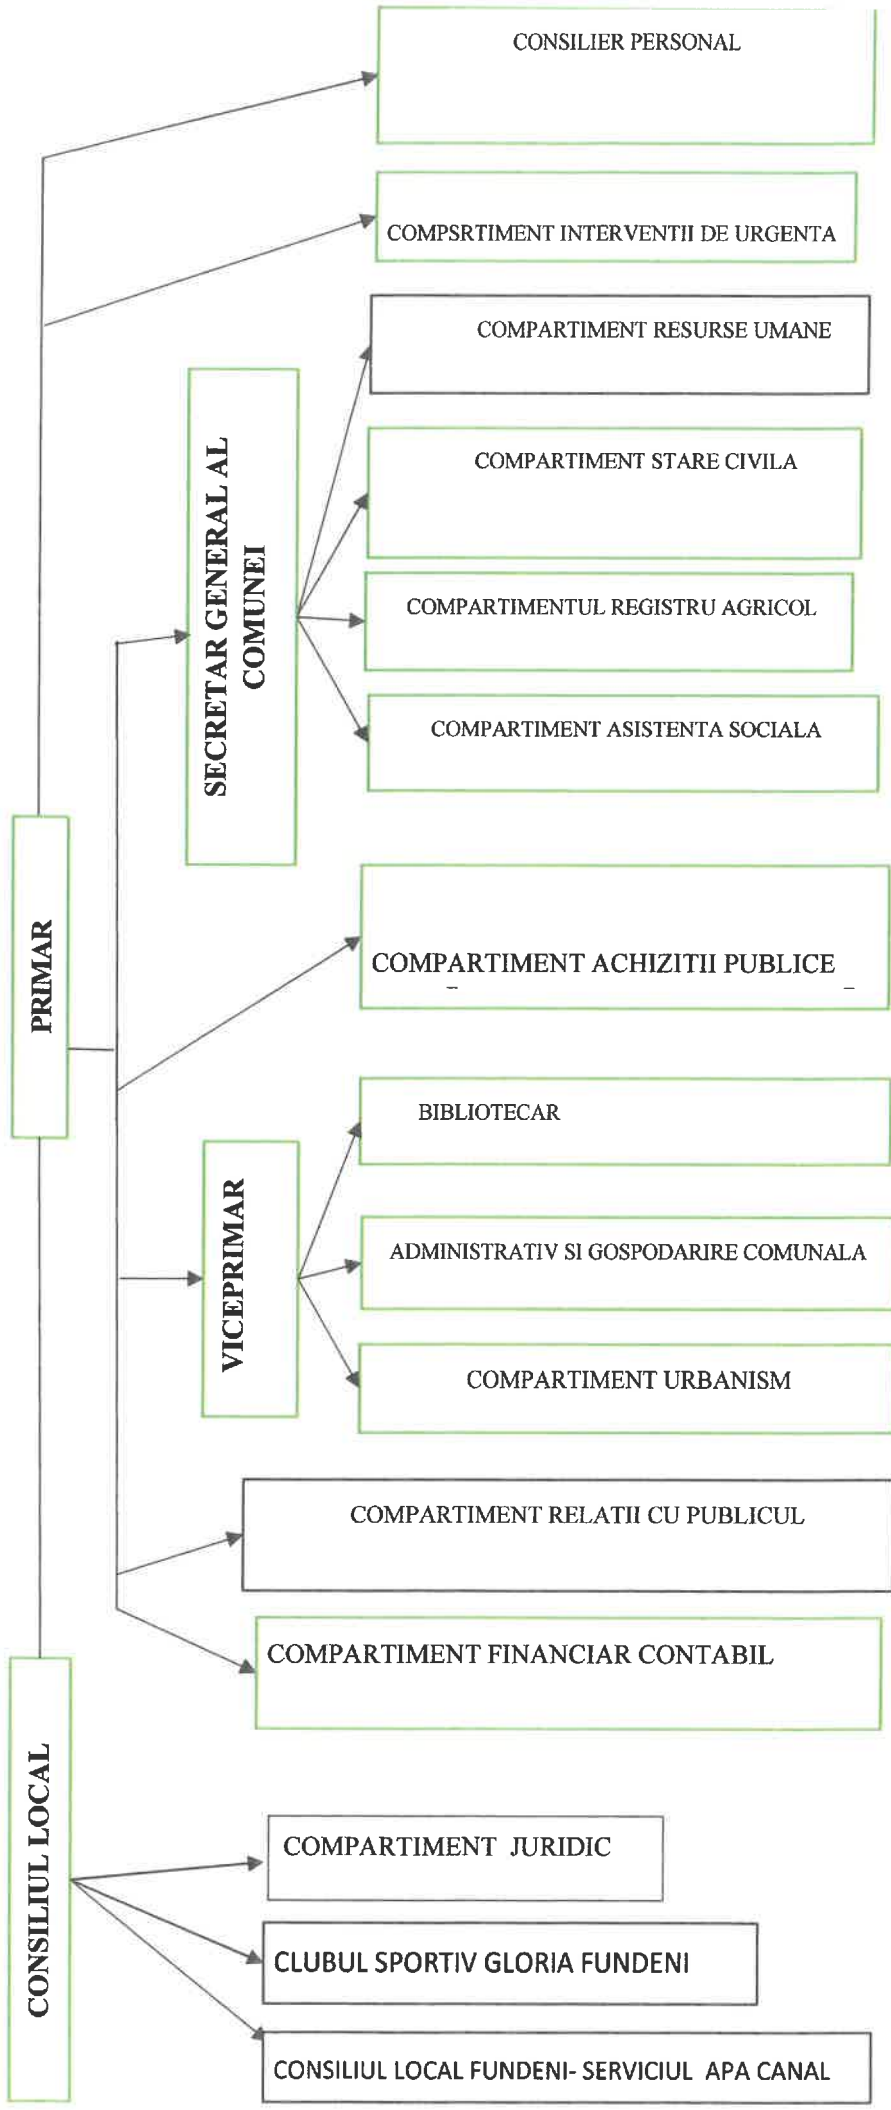 CONSILIER PERSONAL
COMPSRTIMENT INTERVENTII DE URGENTA
COMPARTIMENT RESURSE UMANE
SECRETAR GENERAL AL
COMUNEI
COMPARTIMENT STARE CIVILA
COMPARTIMENTUL REGISTRU AGRICOL
COMPARTIMENT ASISTENTA SOCIALA
PRIMAR
COMPARTIMENT ACHIZITII PUBLICE
BIBLIOTECAR
VICEPRIMAR
ADMINISTRATIV SI GOSPODARIRE COMUNALA
COMPARTIMENT URBANISM
COMPARTIMENT RELATII CU PUBLICUL
COMPARTIMENT FINANCIAR CONTABIL
CONSILIUL LOCAL
COMPARTIMENT JURIDIC
CLUBUL SPORTIV GLORIA FUNDENI
CONSILIUL LOCAL FUNDENI- SERVICIUL APA CANAL